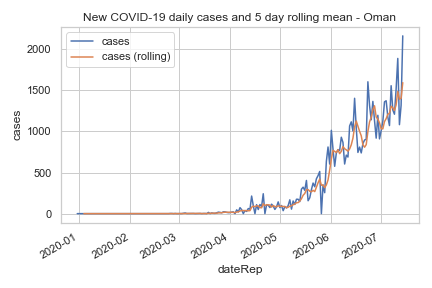 New COVID-19 daily cases and 5 day rolling mean - Oman
cases
cases (rolling)
2000
1500
1000
500
0
cases
2020-01
2020-02
2020-03
2020-04
2020-05
2020-06
2020-07
dateRep